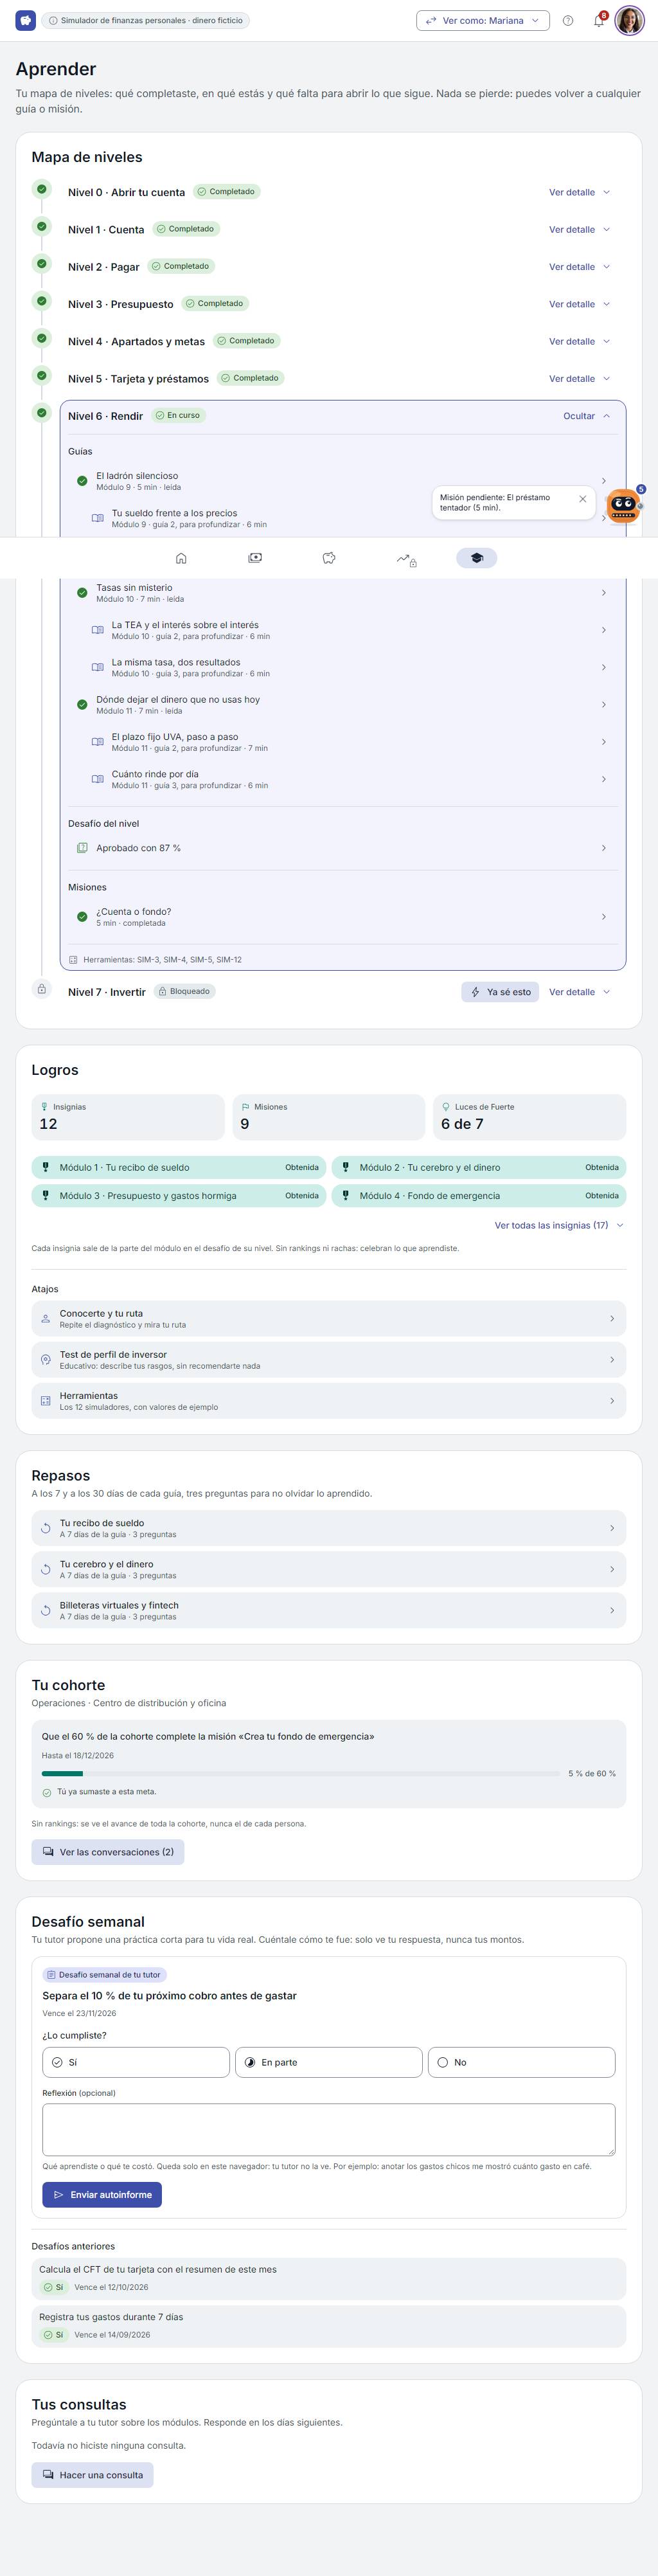 Simulador de finanzas personales · dinero ficticio
Ver como: Mariana
8
Aprender
Tu mapa de niveles: qué completaste, en qué estás y qué falta para abrir lo que sigue. Nada se pierde: puedes volver a cualquier
guía o misión.
Mapa de niveles
Nivel 0 · Abrir tu cuenta
Completado
Ver detalle
Nivel 1 · Cuenta
Completado
Ver detalle
Nivel 2 · Pagar
Completado
Ver detalle
Nivel 3 · Presupuesto
Completado
Ver detalle
Nivel 4 · Apartados y metas
Completado
Ver detalle
Nivel 5 · Tarjeta y préstamos
Completado
Ver detalle
Nivel 6 · Rendir
En curso
Ocultar
Guías
El ladrón silencioso
Módulo 9 · 5 min · leída
Misión pendiente: El préstamo
tentador (5 min).
5
Tu sueldo frente a los precios
Módulo 9 · guía 2, para profundizar · 6 min
Tasas sin misterio
Módulo 10 · 7 min · leída
La TEA y el interés sobre el interés
Módulo 10 · guía 2, para profundizar · 6 min
La misma tasa, dos resultados
Módulo 10 · guía 3, para profundizar · 6 min
Dónde dejar el dinero que no usas hoy
Módulo 11 · 7 min · leída
El plazo fijo UVA, paso a paso
Módulo 11 · guía 2, para profundizar · 7 min
Cuánto rinde por día
Módulo 11 · guía 3, para profundizar · 6 min
Desafío del nivel
Aprobado con 87 %
Misiones
¿Cuenta o fondo?
5 min · completada
Herramientas: SIM-3, SIM-4, SIM-5, SIM-12
Nivel 7 · Invertir
Bloqueado
Ya sé esto
Ver detalle
Logros
Insignias
12
Misiones
9
Luces de Fuerte
6 de 7
Módulo 1 · Tu recibo de sueldo
Obtenida
Módulo 2 · Tu cerebro y el dinero
Obtenida
Módulo 3 · Presupuesto y gastos hormiga
Obtenida
Módulo 4 · Fondo de emergencia
Obtenida
Ver todas las insignias (17)
Cada insignia sale de la parte del módulo en el desafío de su nivel. Sin rankings ni rachas: celebran lo que aprendiste.
Atajos
Conocerte y tu ruta
Repite el diagnóstico y mira tu ruta
Test de perfil de inversor
Educativo: describe tus rasgos, sin recomendarte nada
Herramientas
Los 12 simuladores, con valores de ejemplo
Repasos
A los 7 y a los 30 días de cada guía, tres preguntas para no olvidar lo aprendido.
Tu recibo de sueldo
A 7 días de la guía · 3 preguntas
Tu cerebro y el dinero
A 7 días de la guía · 3 preguntas
Billeteras virtuales y fintech
A 7 días de la guía · 3 preguntas
Tu cohorte
Operaciones · Centro de distribución y oficina
Que el 60 % de la cohorte complete la misión «Crea tu fondo de emergencia»
Hasta el 18/12/2026
5 % de 60 %
Tú ya sumaste a esta meta.
Sin rankings: se ve el avance de toda la cohorte, nunca el de cada persona.
Ver las conversaciones (2)
Desafío semanal
Tu tutor propone una práctica corta para tu vida real. Cuéntale cómo te fue: solo ve tu respuesta, nunca tus montos.
Desafío semanal de tu tutor
Separa el 10 % de tu próximo cobro antes de gastar
Vence el 23/11/2026
¿Lo cumpliste?
Sí
En parte
No
Reflexión (opcional)
Qué aprendiste o qué te costó. Queda solo en este navegador: tu tutor no la ve. Por ejemplo: anotar los gastos chicos me mostró cuánto gasto en café.
Enviar autoinforme
Desafíos anteriores
Calcula el CFT de tu tarjeta con el resumen de este mes
Sí
Vence el 12/10/2026
Registra tus gastos durante 7 días
Sí
Vence el 14/09/2026
Tus consultas
Pregúntale a tu tutor sobre los módulos. Responde en los días siguientes.
Todavía no hiciste ninguna consulta.
Hacer una consulta